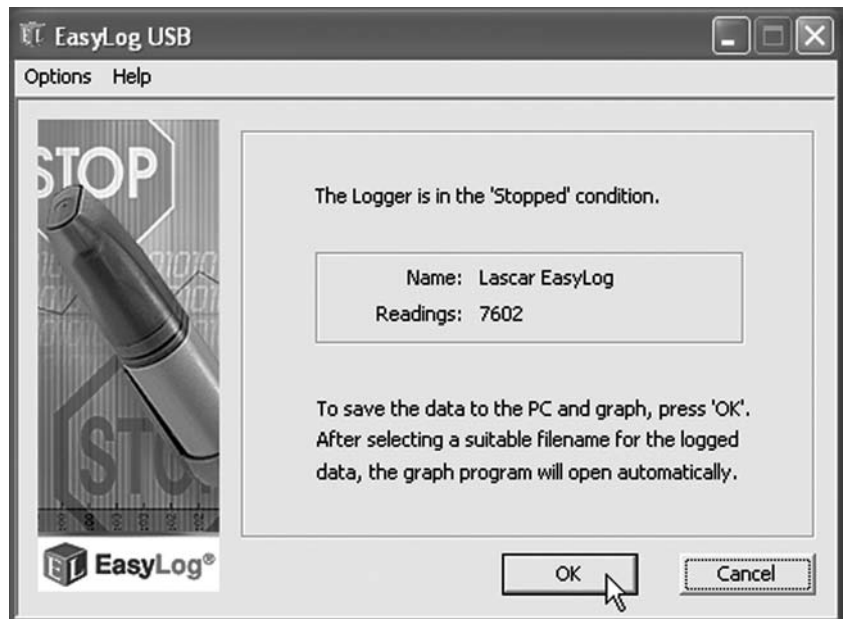 EL EasyLog USB
Options Help
STOP
The Logger is in the 'Stopped' condition.
Name: Lascar EasyLog
Readings: 7602
To save the data to the PC and graph, press 'OK'.
After selecting a suitable filename for the logged
data, the graph program will open automatically.
EL EasyLog®
OK Cancel